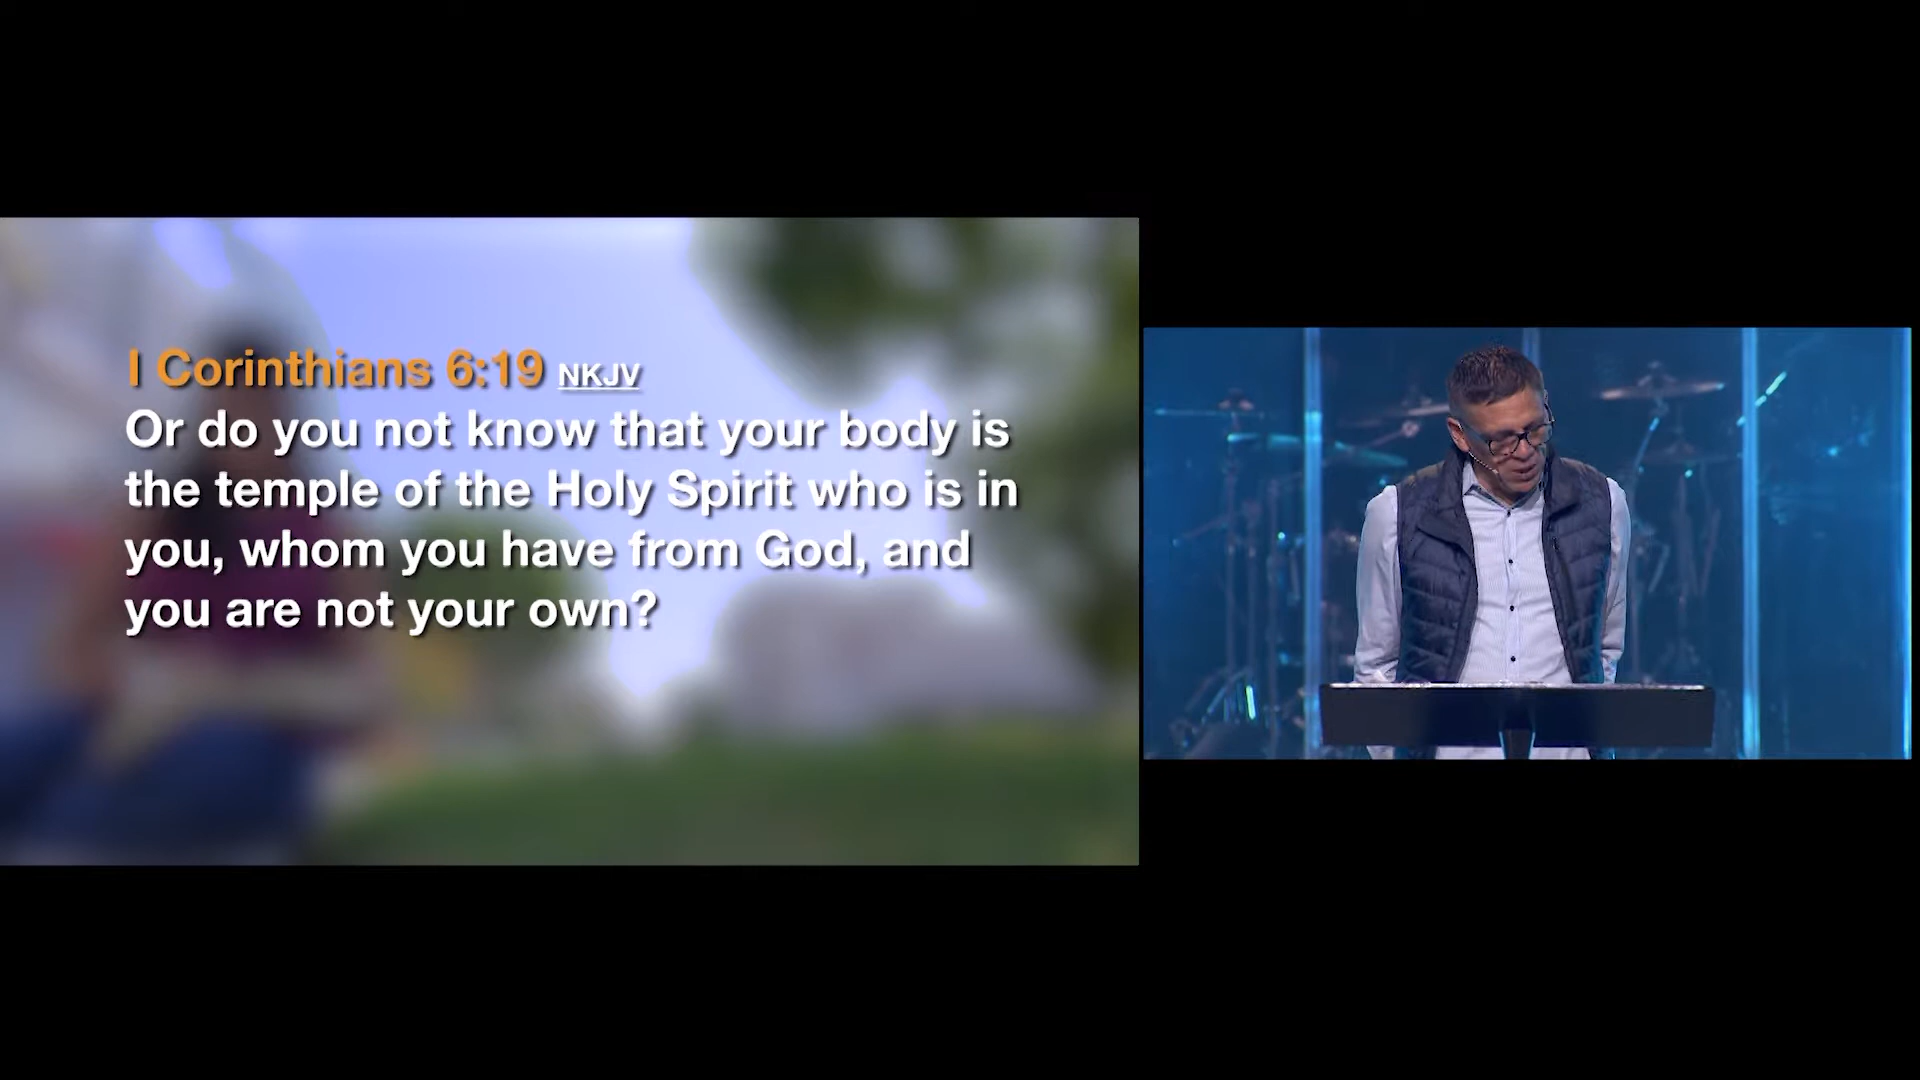 I Corinthians 6:19 NKJV
Or do you not know that your body is
the temple of the Holy Spirit who is in
you, whom you have from God, and
you are not your own?